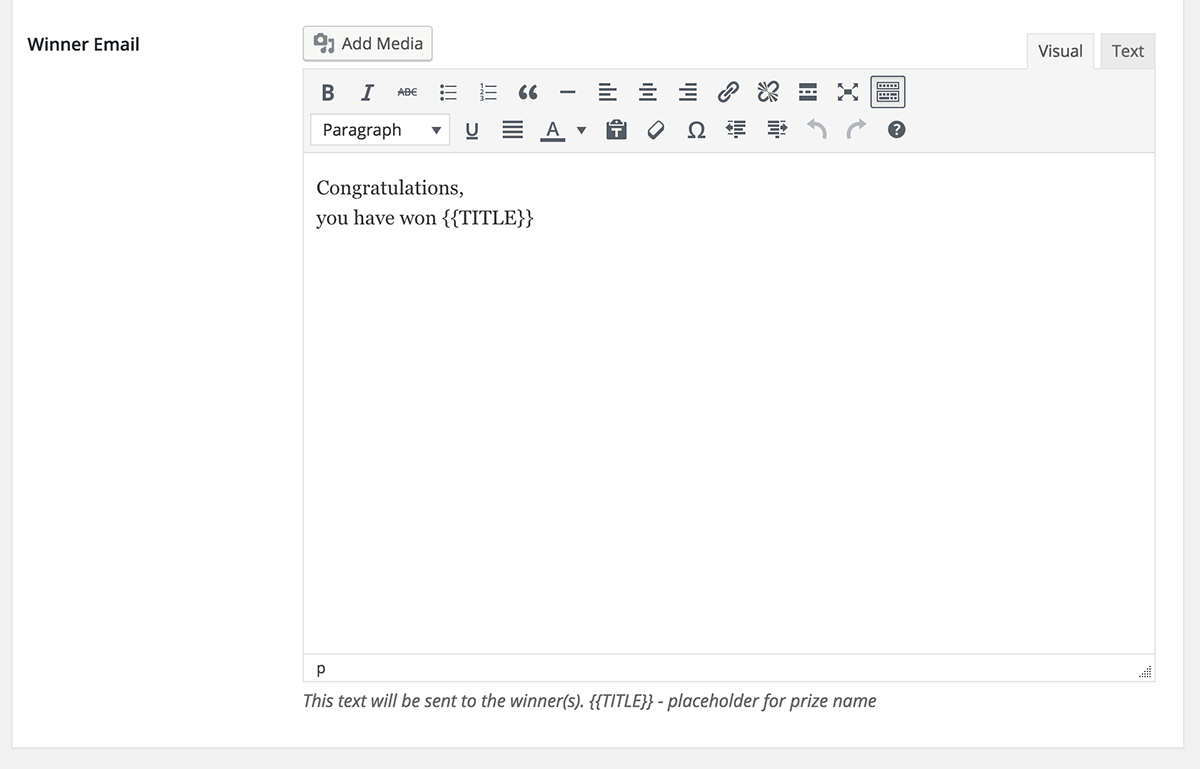 Winner Email
Add Media
Visual
Text
B I ABC
Paragraph
U A Ω ?
Congratulations,
you have won {{TITLE}}
p
This text will be sent to the winner(s). {{TITLE}} - placeholder for prize name